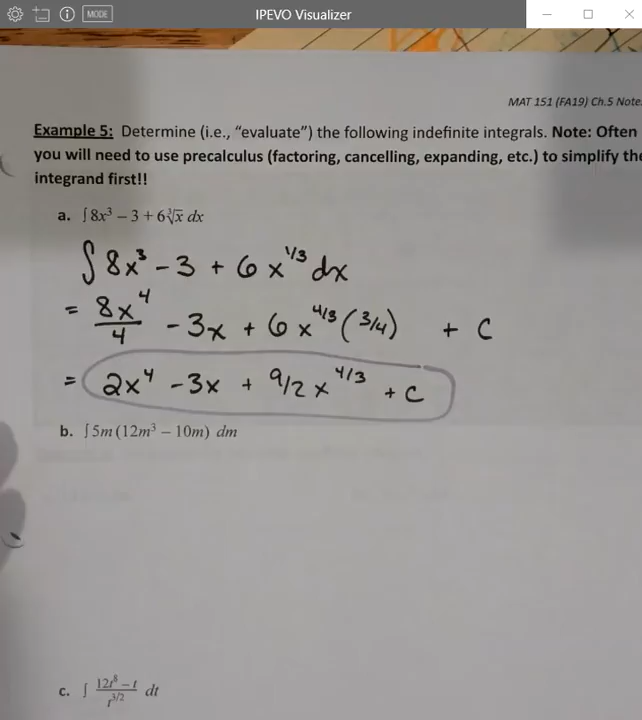 MODE
IPEVO Visualizer
MAT 151 (FA19) Ch.5 Note
Example 5: Determine (i.e., “evaluate”) the following indefinite integrals. Note: Often
you will need to use precalculus (factoring, cancelling, expanding, etc.) to simplify the
integrand first!!
a. ∫ 8x³ − 3 + 6∛x dx
∫ 8x³ − 3 + 6x^1/3 dx
= 8x⁴/4 − 3x + 6x^4/3 (3/4) + C
= 2x⁴ − 3x + 9/2 x^4/3 + C
b. ∫ 5m (12m³ − 10m) dm
c. ∫ 12t⁸ − t / t^3/2 dt